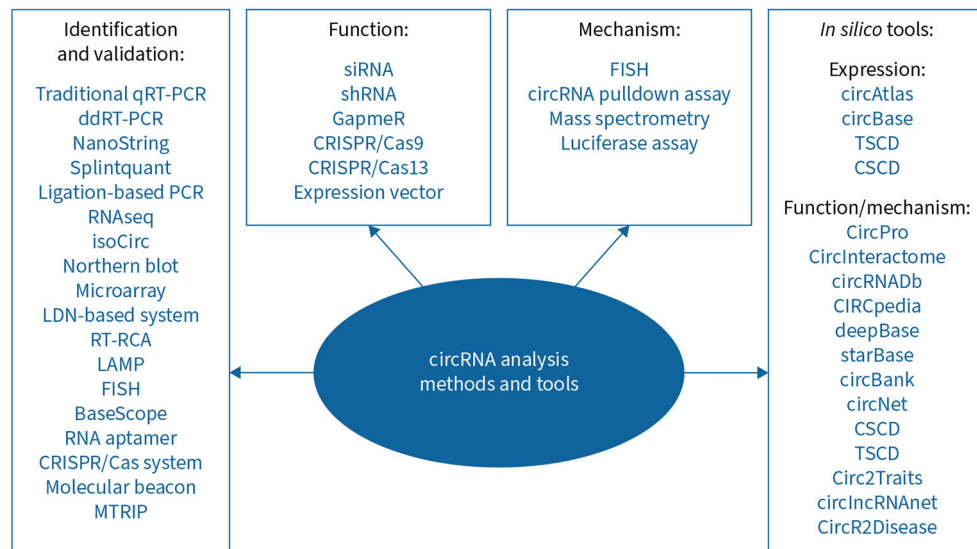 Identification
and validation:
Traditional qRT-PCR
ddRT-PCR
NanoString
Splintquant
Ligation-based PCR
RNAseq
isoCirc
Northern blot
Microarray
LDN-based system
RT-RCA
LAMP
FISH
BaseScope
RNA aptamer
CRISPR/Cas system
Molecular beacon
MTRIP
Function:
siRNA
shRNA
GapmeR
CRISPR/Cas9
CRISPR/Cas13
Expression vector
Mechanism:
FISH
circRNA pulldown assay
Mass spectrometry
Luciferase assay
In silico tools:
Expression:
circAtlas
circBase
TSCD
CSCD
Function/mechanism:
CircPro
CircInteractome
circRNADb
CIRCpedia
deepBase
starBase
circBank
circNet
CSCD
TSCD
Circ2Traits
circlncRNAnet
CircR2Disease
circRNA analysis
methods and tools